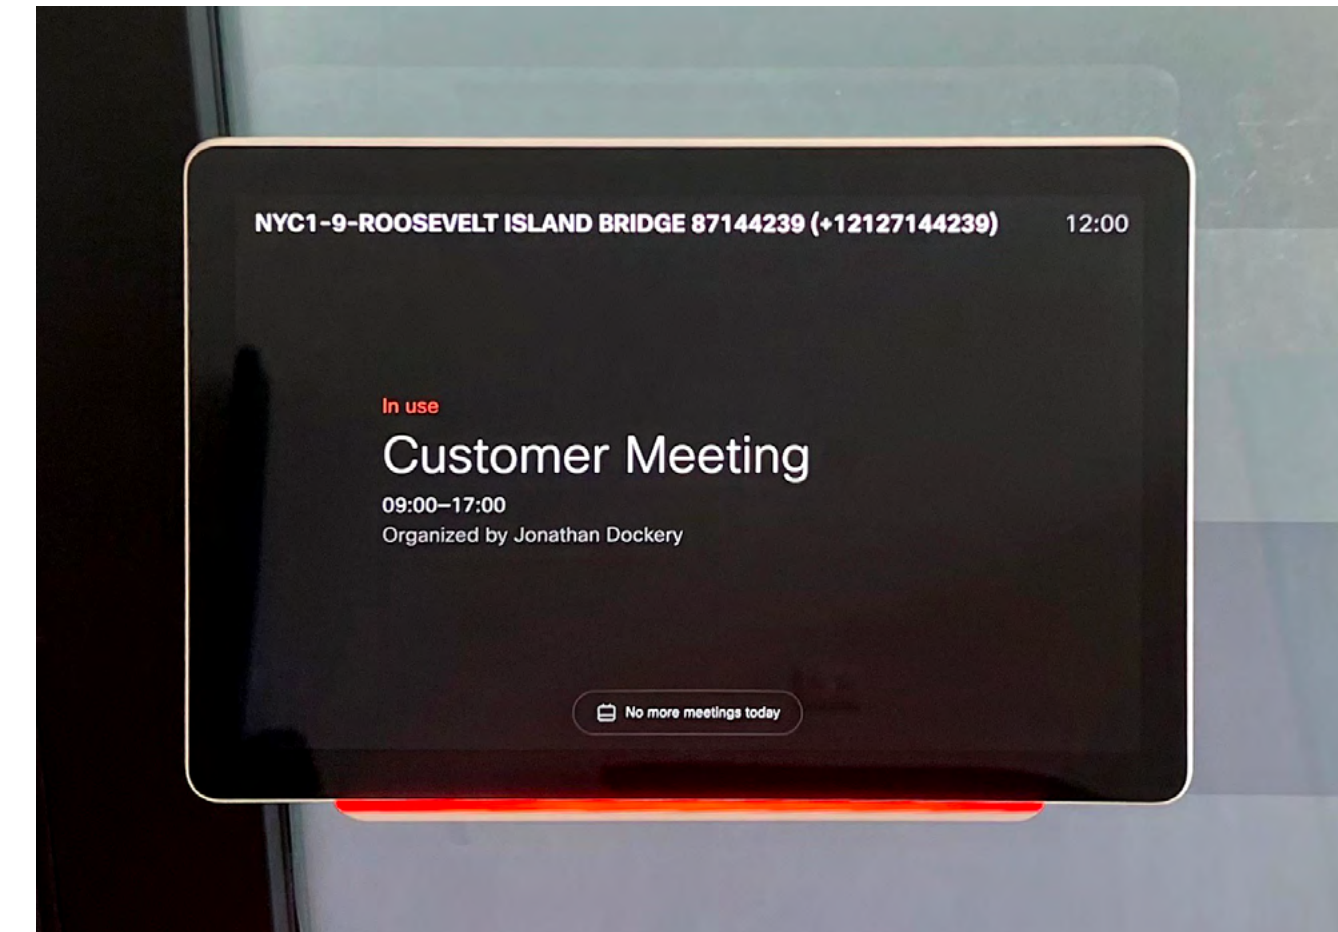 NYC1-9-ROOSEVELT ISLAND BRIDGE 87144239 (+12127144239) 12:00
In use
Customer Meeting
09:00–17:00
Organized by Jonathan Dockery
No more meetings today